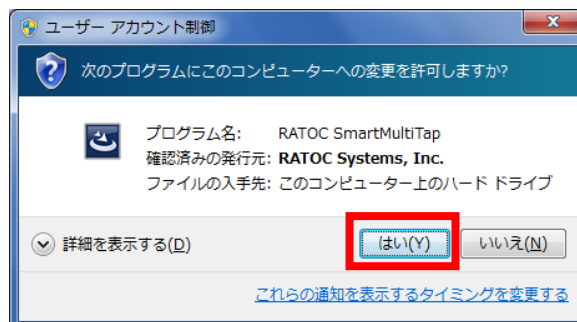 ユーザー アカウント制御
次のプログラムにこのコンピューターへの変更を許可しますか?
プログラム名: RATOC SmartMultiTap
確認済みの発行元: RATOC Systems, Inc.
ファイルの入手先: このコンピューター上のハード ドライブ
詳細を表示する(D) はい(Y) いいえ(N)
これらの通知を表示するタイミングを変更する